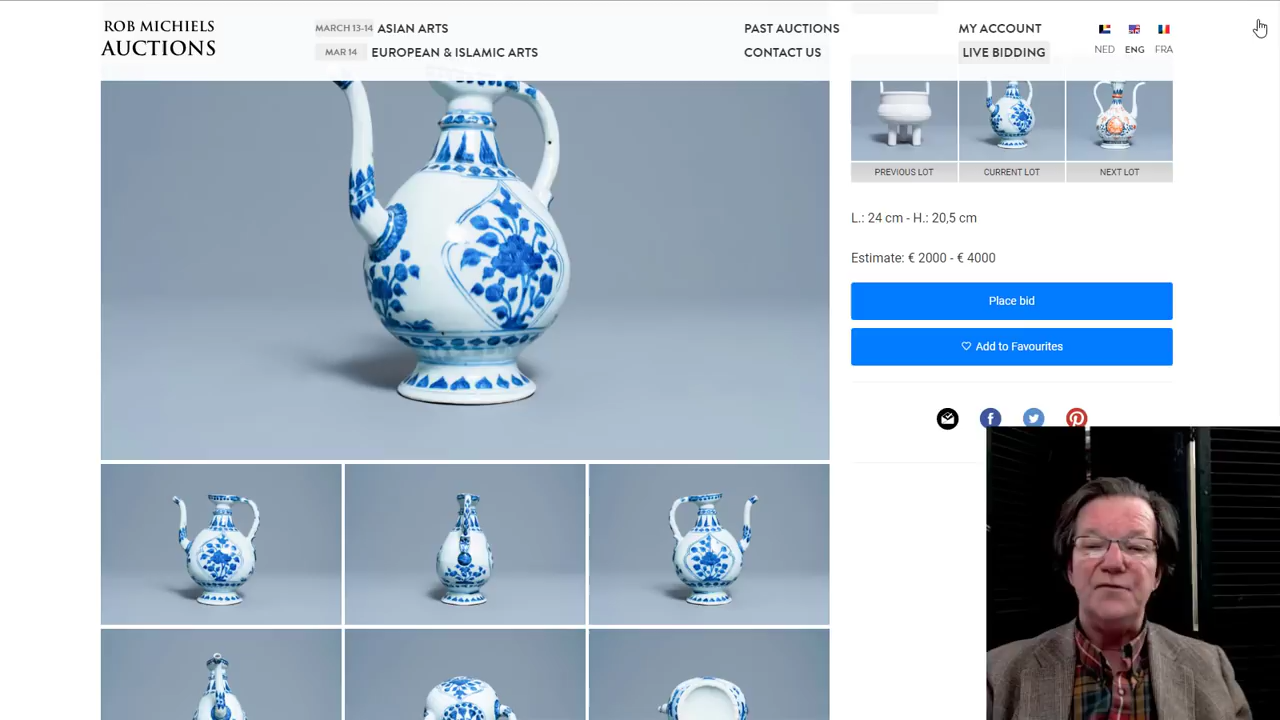 ROB MICHIELS
AUCTIONS
MARCH 13-14 ASIAN ARTS
MAR 14 EUROPEAN & ISLAMIC ARTS
PAST AUCTIONS
CONTACT US
MY ACCOUNT
LIVE BIDDING
NED ENG FRA
PREVIOUS LOT CURRENT LOT NEXT LOT
L.: 24 cm - H.: 20,5 cm
Estimate: € 2000 - € 4000
Place bid
Add to Favourites